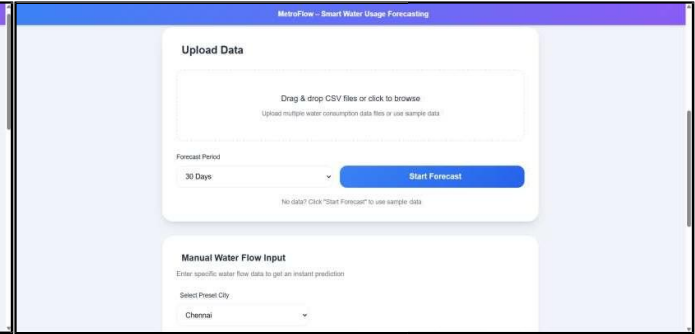 MetroFlow – Smart Water Usage Forecasting
Upload Data
Drag & drop CSV files or click to browse
Upload multiple water consumption data files or use sample data
Forecast Period
30 Days
Start Forecast
No data? Click "Start Forecast" to use sample data
Manual Water Flow Input
Enter specific water flow data to get an instant prediction
Select Preset City
Chennai